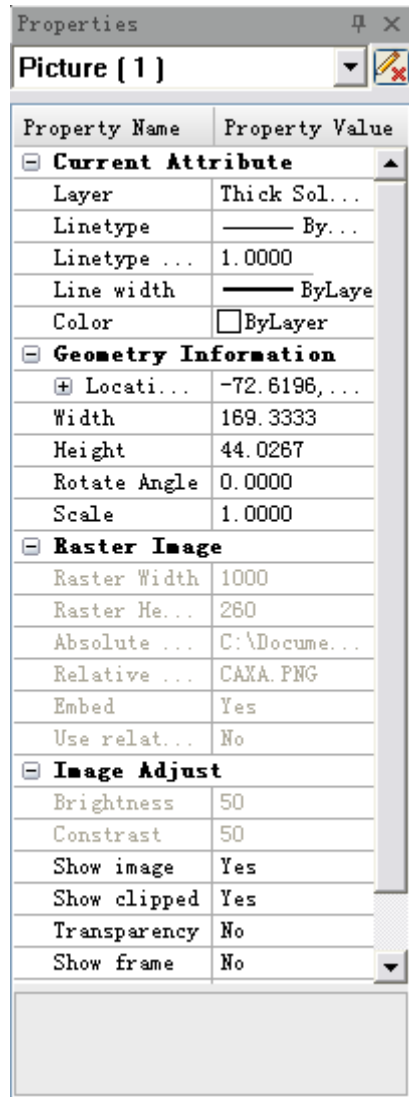 Properties
Picture (1)
Property Name Property Value
Current Attribute
Layer Thick Sol...
Linetype By...
Linetype ... 1.0000
Line width ByLaye
Color ByLayer
Geometry Information
Locati... -72.6196,...
Width 169.3333
Height 44.0267
Rotate Angle 0.0000
Scale 1.0000
Raster Image
Raster Width 1000
Raster He... 260
Absolute ... C:\Docume...
Relative ... CAXA.PNG
Embed Yes
Use relat... No
Image Adjust
Brightness 50
Constrast 50
Show image Yes
Show clipped Yes
Transparency No
Show frame No